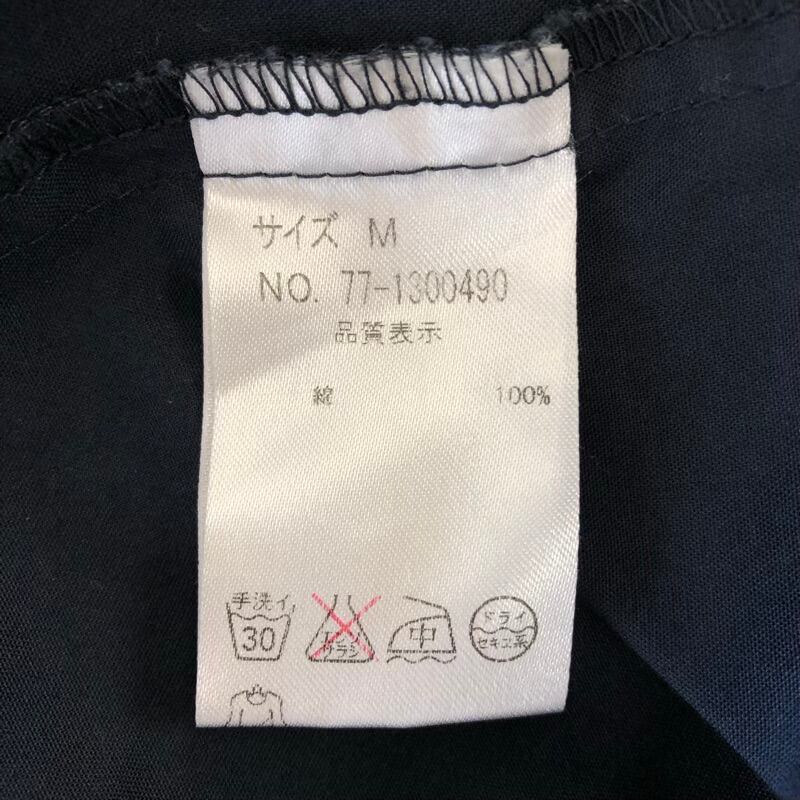 サイズ M
NO. 77-1300490
品質表示
綿 100%
手洗イ
30
エンソ
サラシ
中
ドライ
セキユ系